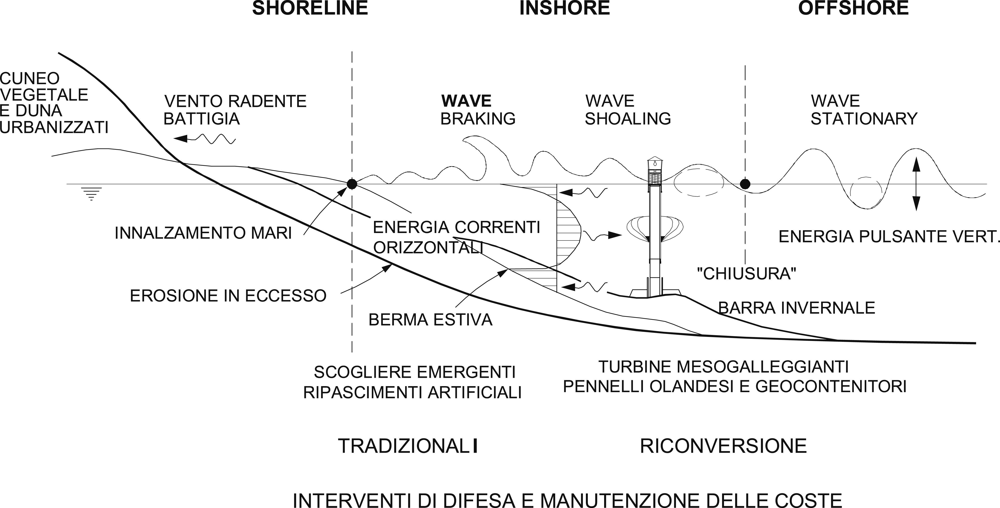 SHORELINE
INSHORE
OFFSHORE
CUNEO
VEGETALE
E DUNA
URBANIZZATI
VENTO RADENTE
BATTIGIA
WAVE
BRAKING
WAVE
SHOALING
WAVE
STATIONARY
INNALZAMENTO MARI
ENERGIA CORRENTI
ORIZZONTALI
ENERGIA PULSANTE VERT.
"CHIUSURA"
EROSIONE IN ECCESSO
BERMA ESTIVA
BARRA INVERNALE
SCOGLIERE EMERGENTI
RIPASCIMENTI ARTIFICIALI
TURBINE MESOGALLEGGIANTI
PENNELLI OLANDESI E GEOCONTENITORI
TRADIZIONALI
RICONVERSIONE
INTERVENTI DI DIFESA E MANUTENZIONE DELLE COSTE